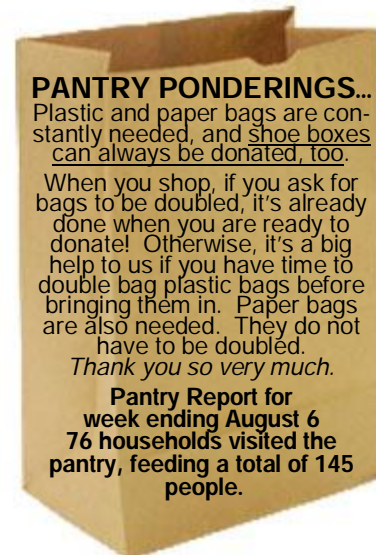 PANTRY PONDERINGS...
Plastic and paper bags are con-
stantly needed, and shoe boxes
can always be donated, too.
When you shop, if you ask for
bags to be doubled, it's already
done when you are ready to
donate!  Otherwise, it's a big
help to us if you have time to
double bag plastic bags before
bringing them in.  Paper bags
are also needed.  They do not
have to be doubled.
Thank you so very much.
Pantry Report for
week ending August 6
76 households visited the
pantry, feeding a total of 145
people.